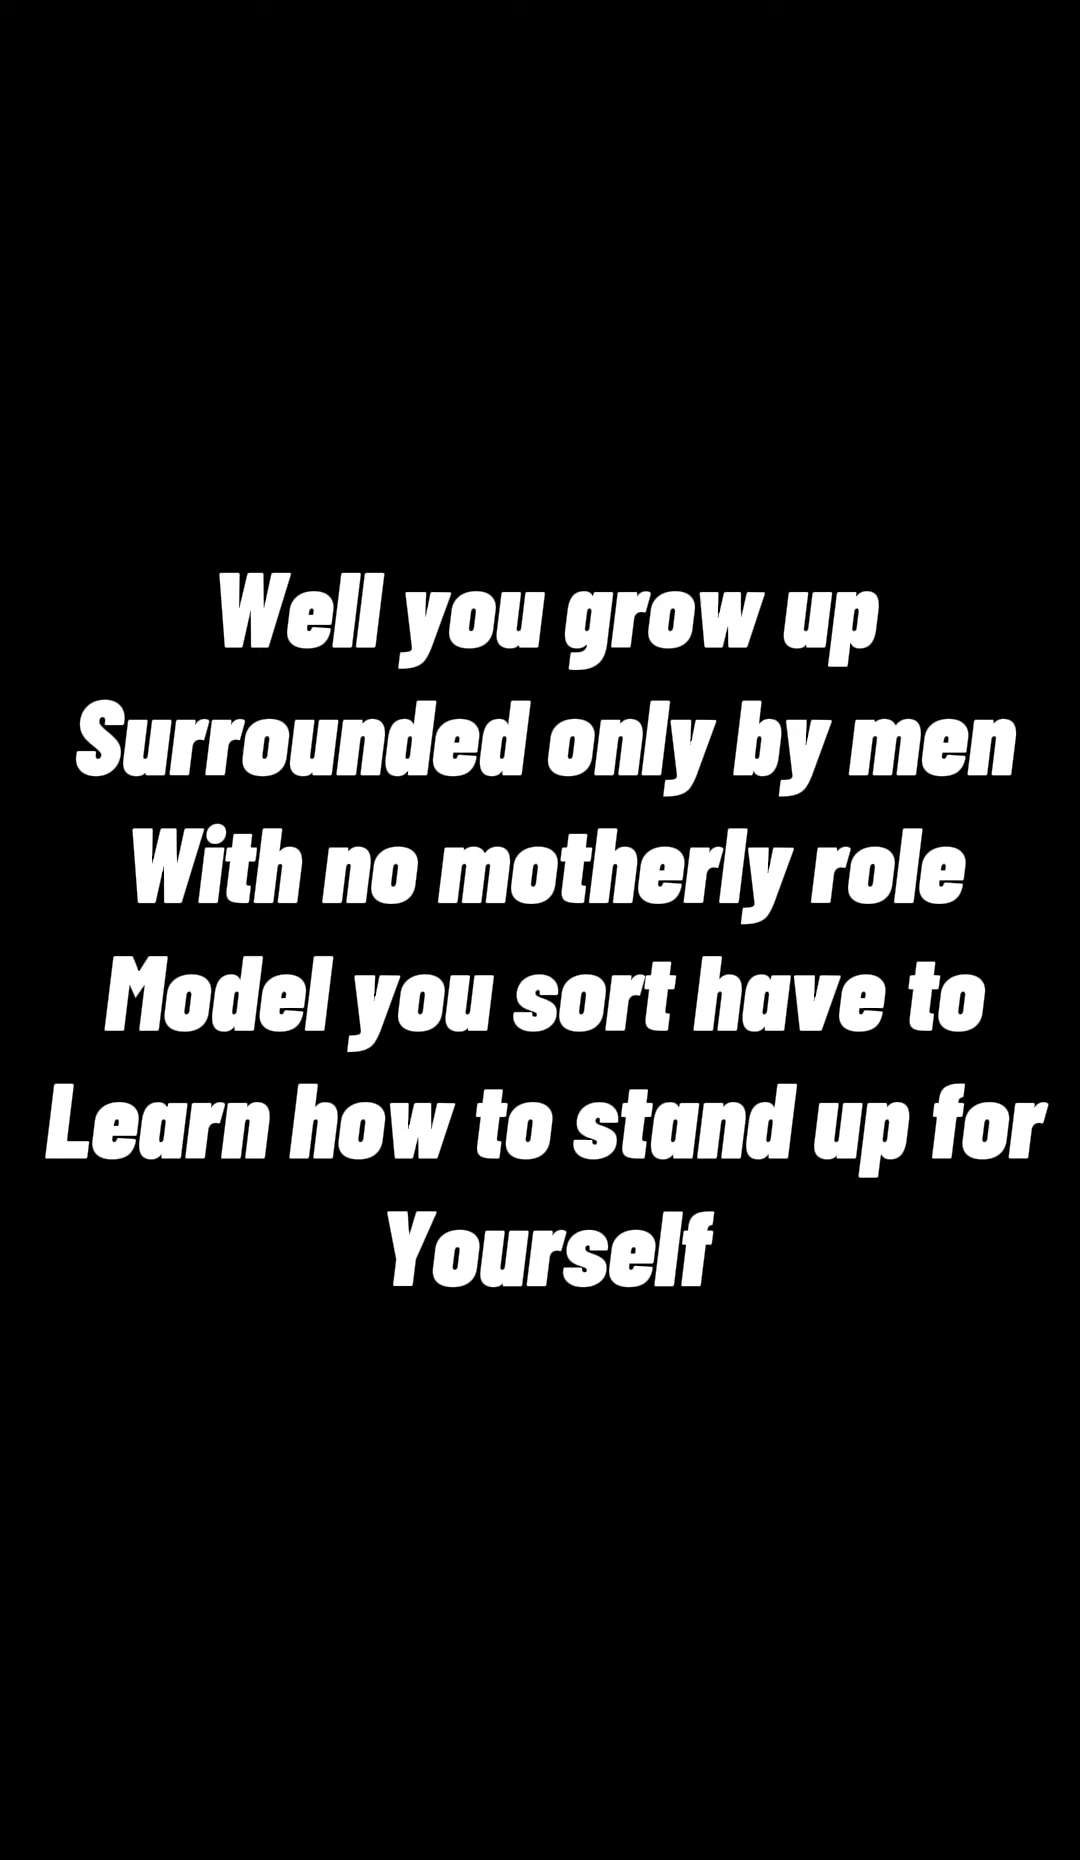 Well you grow up
Surrounded only by men
With no motherly role
Model you sort have to
Learn how to stand up for
Yourself